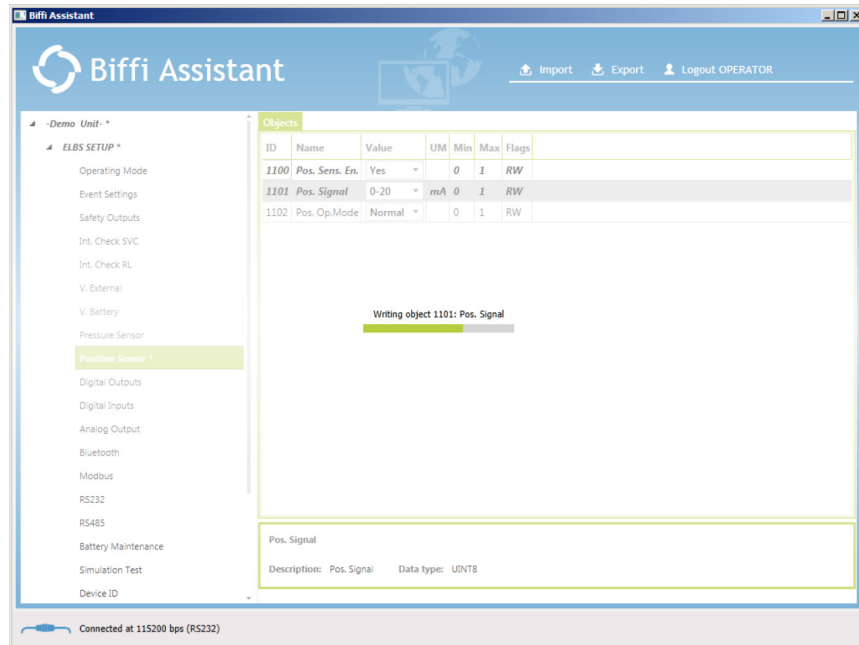 Biffi Assistant
Biffi Assistant
Import Export Logout OPERATOR
-Demo Unit- *
ELBS SETUP *
Operating Mode
Event Settings
Safety Outputs
Int. Check SVC
Int. Check RL
V. External
V. Battery
Pressure Sensor
Position Sensor *
Digital Outputs
Digital Inputs
Analog Output
Bluetooth
Modbus
RS232
RS485
Battery Maintenance
Simulation Test
Device ID
Objects
ID Name Value UM Min Max Flags
1100 Pos. Sens. En. Yes 0 1 RW
1101 Pos. Signal 0-20 mA 0 1 RW
1102 Pos. Op.Mode Normal 0 1 RW
Writing object 1101: Pos. Signal
Pos. Signal
Description: Pos. Signal Data type: UINT8
Connected at 115200 bps (RS232)